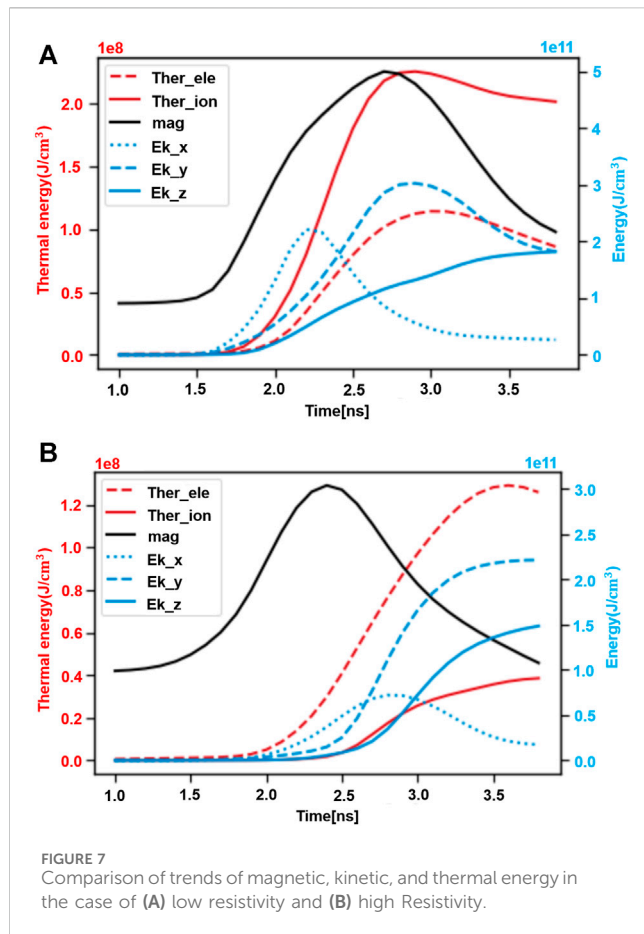 A
1e8
1e11
Thermal energy(J/cm³)
2.0
1.5
1.0
0.5
0.0
Ther_ele
Ther_ion
mag
Ek_x
Ek_y
Ek_z
5
4
3
2
1
0
Energy(J/cm³)
1.0 1.5 2.0 2.5 3.0 3.5
Time[ns]
B
1e8
1e11
Thermal energy(J/cm³)
1.2
1.0
0.8
0.6
0.4
0.2
0.0
Ther_ele
Ther_ion
mag
Ek_x
Ek_y
Ek_z
3.0
2.5
2.0
1.5
1.0
0.5
0.0
Energy(J/cm³)
1.0 1.5 2.0 2.5 3.0 3.5
Time[ns]
FIGURE 7
Comparison of trends of magnetic, kinetic, and thermal energy in
the case of (A) low resistivity and (B) high Resistivity.